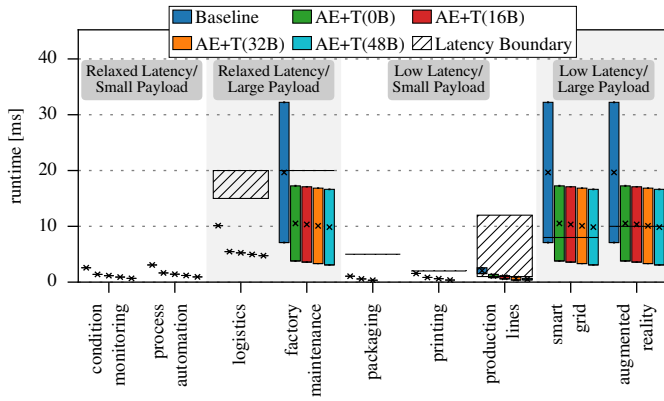 Baseline AE+T(0B) AE+T(16B)
AE+T(32B) AE+T(48B) Latency Boundary
Relaxed Latency/ Relaxed Latency/ Low Latency/ Low Latency/
Small Payload Large Payload Small Payload Large Payload
runtime [ms]
40
30
20
10
0
condition
monitoring
process
automation
logistics
factory
maintenance
packaging
printing
production
lines
smart
grid
augmented
reality